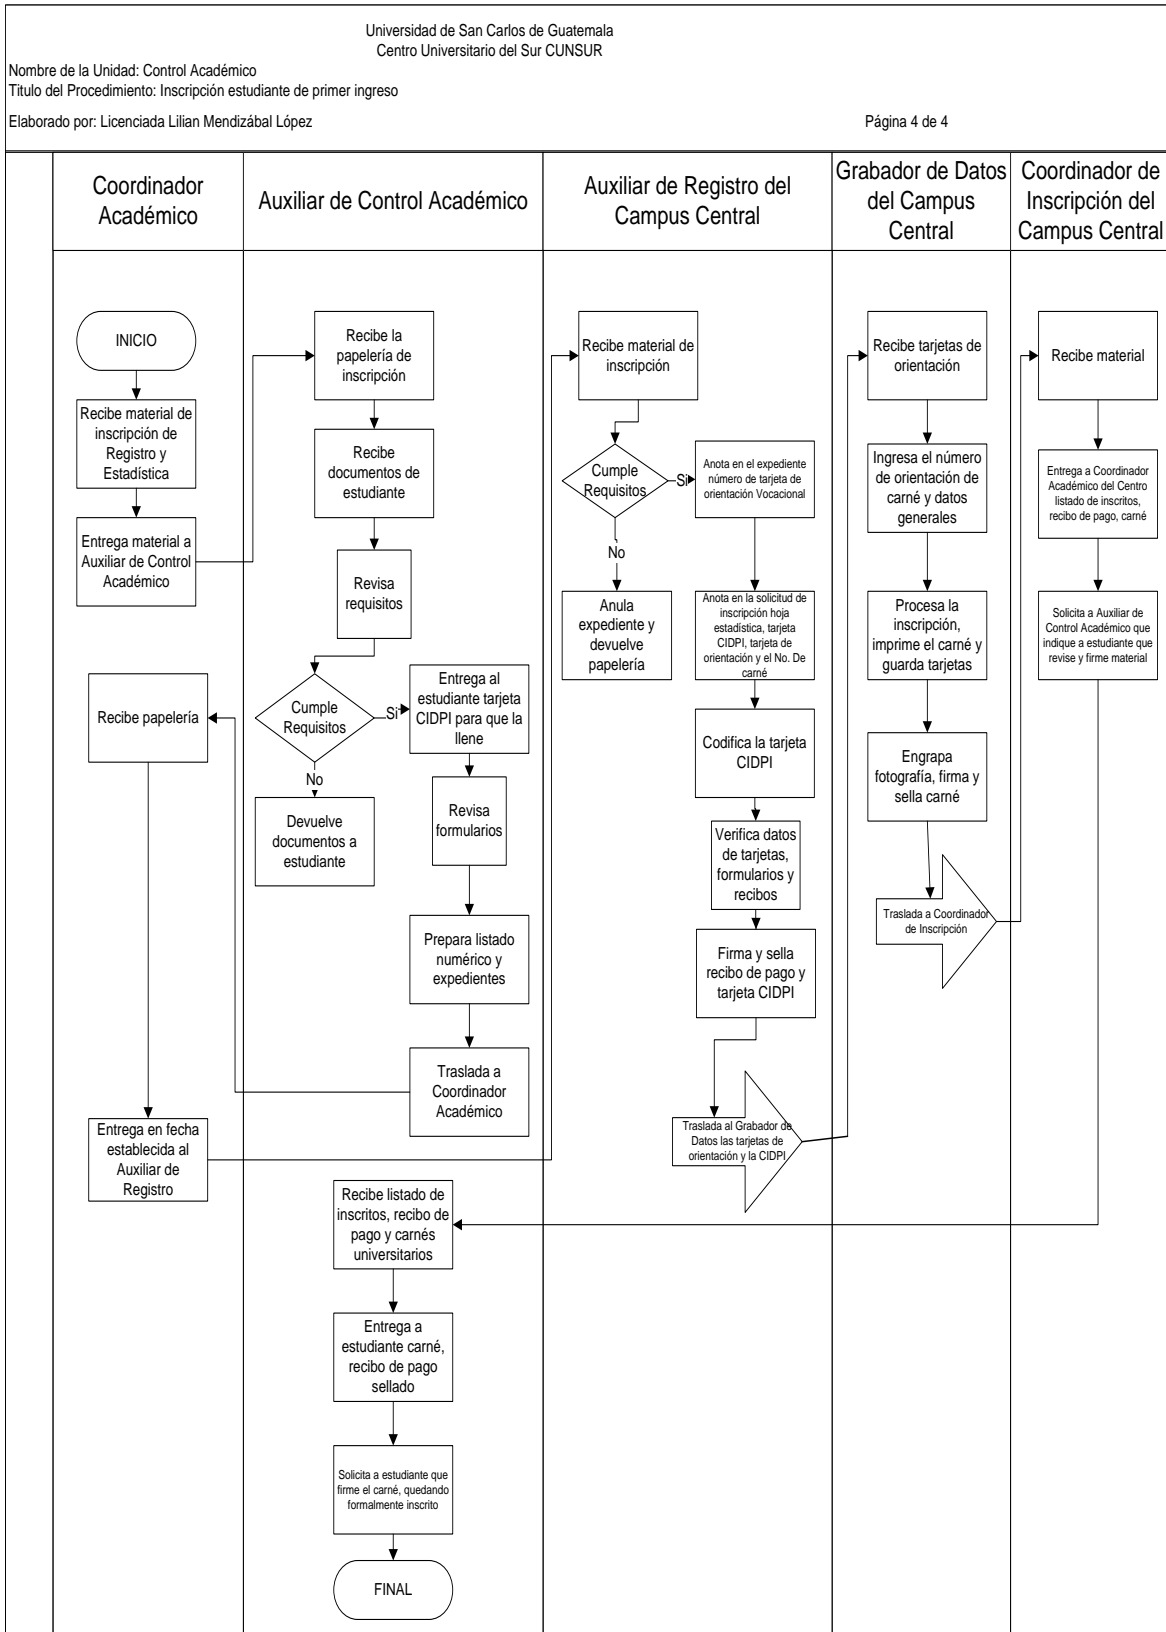 Universidad de San Carlos de Guatemala
Centro Universitario del Sur CUNSUR
Nombre de la Unidad: Control Académico
Titulo del Procedimiento: Inscripción estudiante de primer ingreso
Elaborado por: Licenciada Lilian Mendizábal López
Página 4 de 4
Coordinador
Académico
Auxiliar de Control Académico
Auxiliar de Registro del
Campus Central
Grabador de Datos
del Campus
Central
Coordinador de
Inscripción del
Campus Central
INICIO
Recibe material de
inscripción de
Registro y
Estadística
Entrega material a
Auxiliar de Control
Académico
Recibe papelería
Entrega en fecha
establecida al
Auxiliar de
Registro
Recibe la
papelería de
inscripción
Recibe
documentos de
estudiante
Revisa
requisitos
Cumple
Requisitos
Si
No
Devuelve
documentos a
estudiante
Entrega al
estudiante tarjeta
CIDPI para que la
llene
Revisa
formularios
Prepara listado
numérico y
expedientes
Traslada a
Coordinador
Académico
Recibe listado de
inscritos, recibo de
pago y carnés
universitarios
Entrega a
estudiante carné,
recibo de pago
sellado
Solicita a estudiante que
firme el carné, quedando
formalmente inscrito
FINAL
Recibe material de
inscripción
Cumple
Requisitos
Si
No
Anula
expediente y
devuelve
papelería
Anota en el expediente
número de tarjeta de
orientación Vocacional
Anota en la solicitud de
inscripción hoja
estadística, tarjeta
CIDPI, tarjeta de
orientación y el No. De
carné
Codifica la tarjeta
CIDPI
Verifica datos
de tarjetas,
formularios y
recibos
Firma y sella
recibo de pago y
tarjeta CIDPI
Traslada al Grabador de
Datos las tarjetas de
orientación y la CIDPI
Recibe tarjetas de
orientación
Ingresa el número
de orientación de
carné y datos
generales
Procesa la
inscripción,
imprime el carné y
guarda tarjetas
Engrapa
fotografía, firma y
sella carné
Traslada a Coordinador
de Inscripción
Recibe material
Entrega a Coordinador
Académico del Centro
listado de inscritos,
recibo de pago, carné
Solicita a Auxiliar de
Control Académico que
indique a estudiante que
revise y firme material